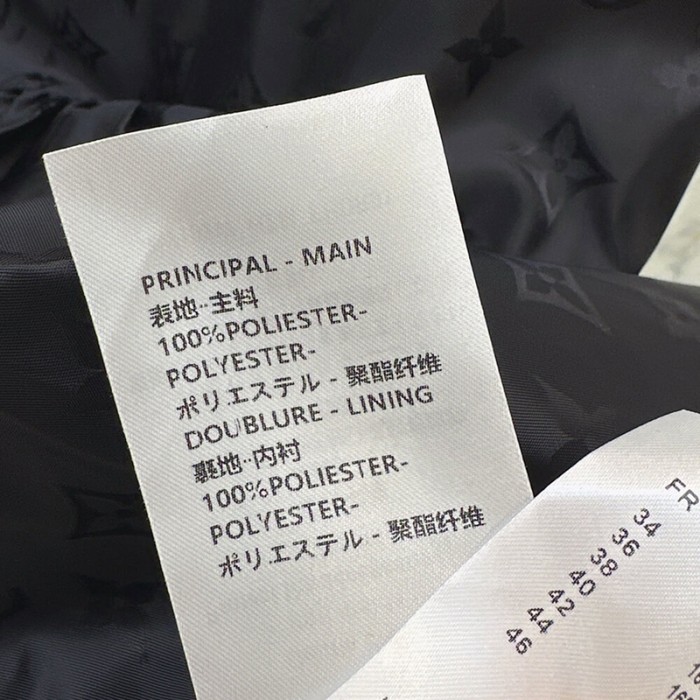 PRINCIPAL - MAIN
表地··主料
100%POLIESTER-
POLYESTER-
ポリエステル - 聚酯纤维
DOUBLURE - LINING
裏地··内衬
100%POLIESTER-
POLYESTER-
ポリエステル - 聚酯纤维
FR
34
36
38
40
42
44
46